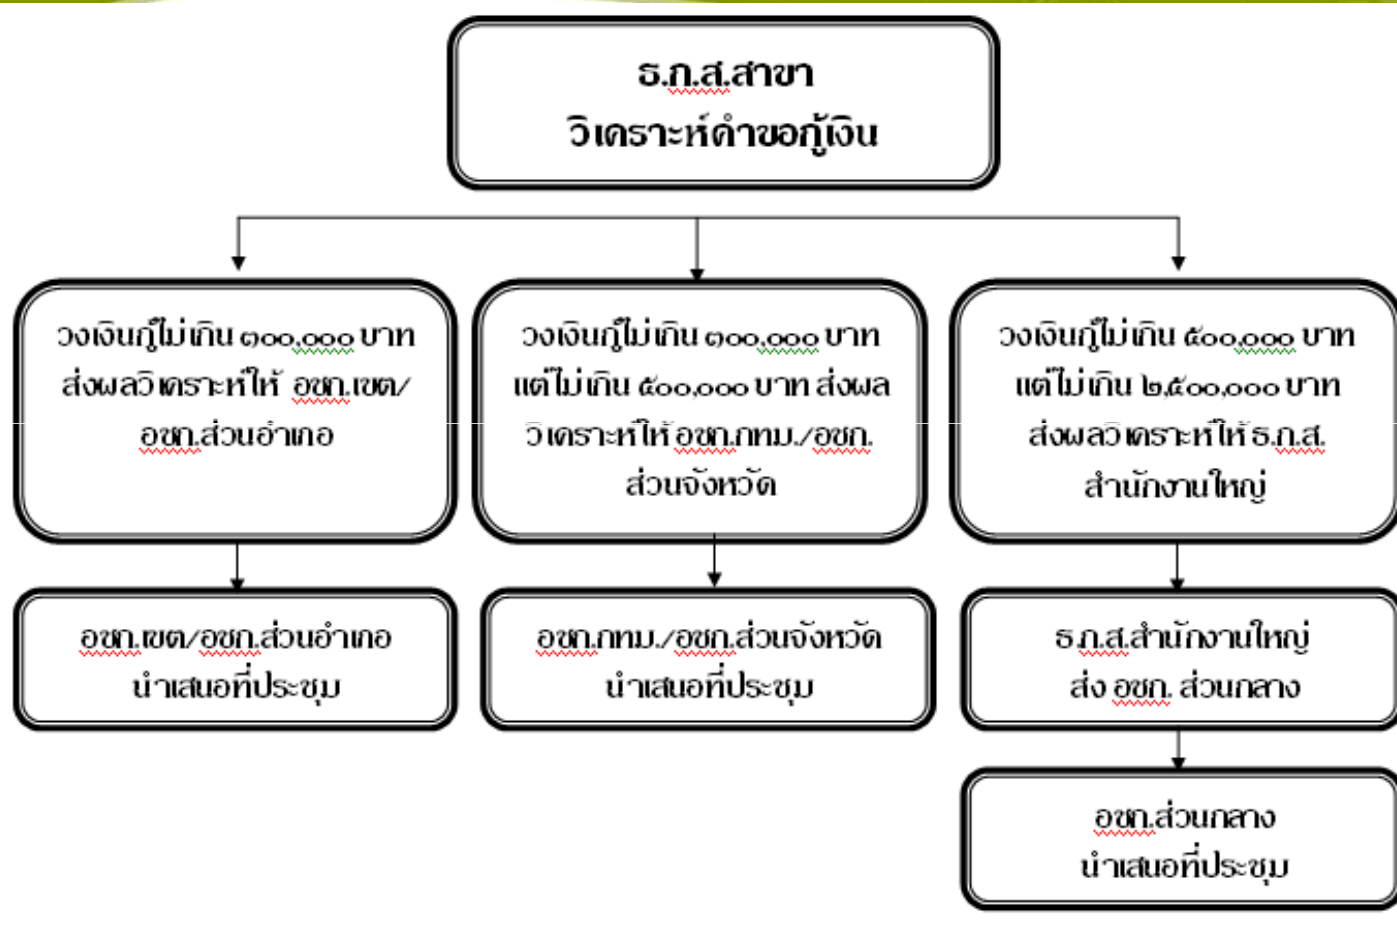 ธ.ก.ส.สาขา
วิเคราะห์คำขอกู้เงิน
วงเงินกู้ไม่เกิน ๓๐๐,๐๐๐ บาท
ส่งผลวิเคราะห์ให้ อชก.เขต/
อชก.ส่วนอำเภอ
วงเงินกู้ไม่เกิน ๓๐๐,๐๐๐ บาท
แต่ไม่เกิน ๕๐๐,๐๐๐ บาท ส่งผล
วิเคราะห์ให้ อชก.กทม./อชก.
ส่วนจังหวัด
วงเงินกู้ไม่เกิน ๕๐๐,๐๐๐ บาท
แต่ไม่เกิน ๒,๕๐๐,๐๐๐ บาท
ส่งผลวิเคราะห์ให้ ธ.ก.ส.
สำนักงานใหญ่
อชก.เขต/อชก.ส่วนอำเภอ
นำเสนอที่ประชุม
อชก.กทม./อชก.ส่วนจังหวัด
นำเสนอที่ประชุม
ธ.ก.ส.สำนักงานใหญ่
ส่ง อชก. ส่วนกลาง
อชก.ส่วนกลาง
นำเสนอที่ประชุม